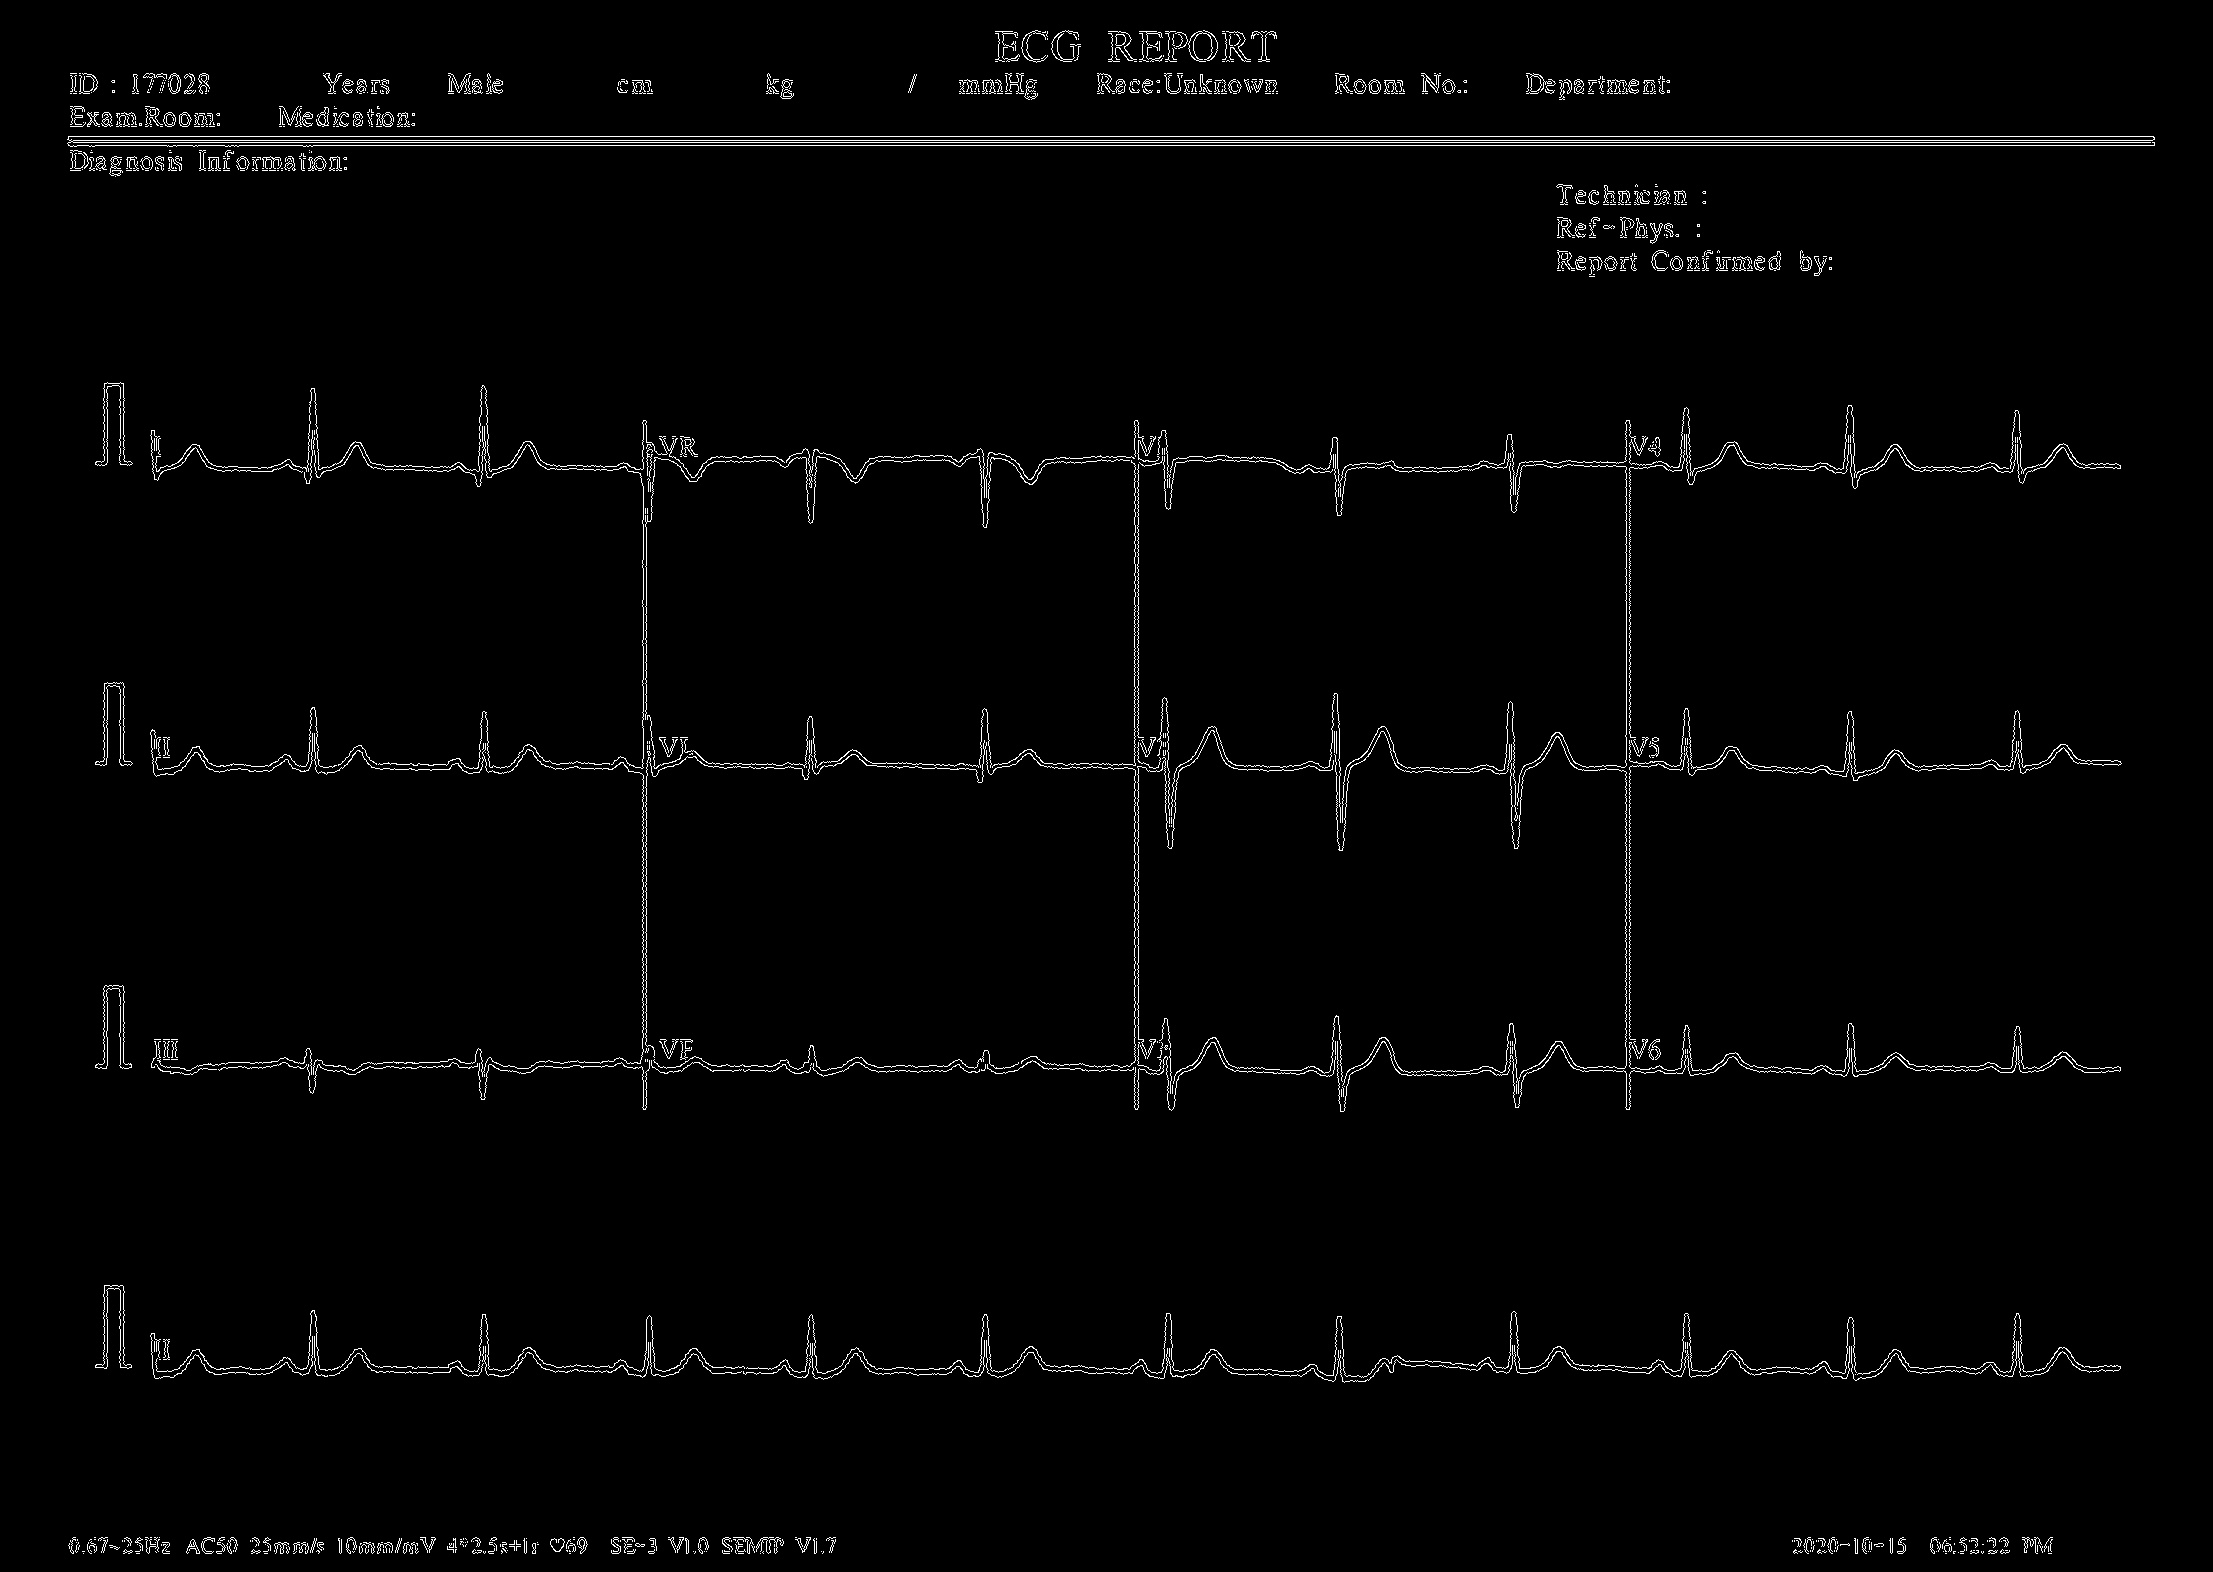 ECG REPORT
ID : 177028 Years Male cm kg / mmHg Race:Unknown Room No.: Department:
Exam.Room: Medication:
Diagnosis Information:
Technician :
Ref-Phys. :
Report Confirmed by:
I VR V V4
II VL V V5
III VF V3 V6
II
0.67~25Hz AC50 25mm/s 10mm/mV 4*2.5s+1r ♡69 SE-3 V1.0 SEMIP V1.7
2020-10-15 06:52:22 PM